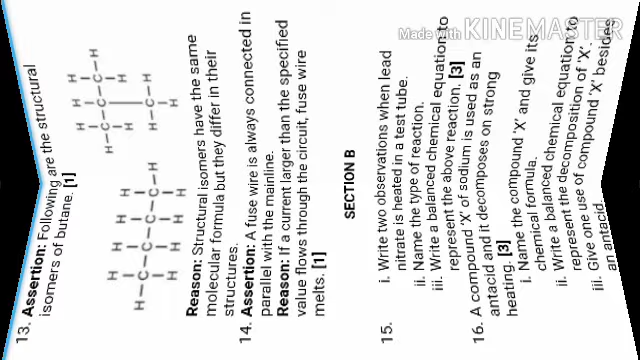 Made with KINEMASTER
13. Assertion: Following are the structural
isomers of butane. [1]
Reason: Structural isomers have the same
molecular formula but they differ in their
structures.
14. Assertion: A fuse wire is always connected in
parallel with the mainline.
Reason: If a current larger than the specified
value flows through the circuit, fuse wire
melts. [1]
SECTION B
15. i. Write two observations when lead
nitrate is heated in a test tube.
ii. Name the type of reaction.
iii. Write a balanced chemical equation to
represent the above reaction. [3]
16. A compound 'X' of sodium is used as an
antacid and it decomposes on strong
heating. [3]
i. Name the compound 'X' and give its
chemical formula.
ii. Write a balanced chemical equation to
represent the decomposition of 'X'.
iii. Give one use of compound 'X' besides
an antacid.